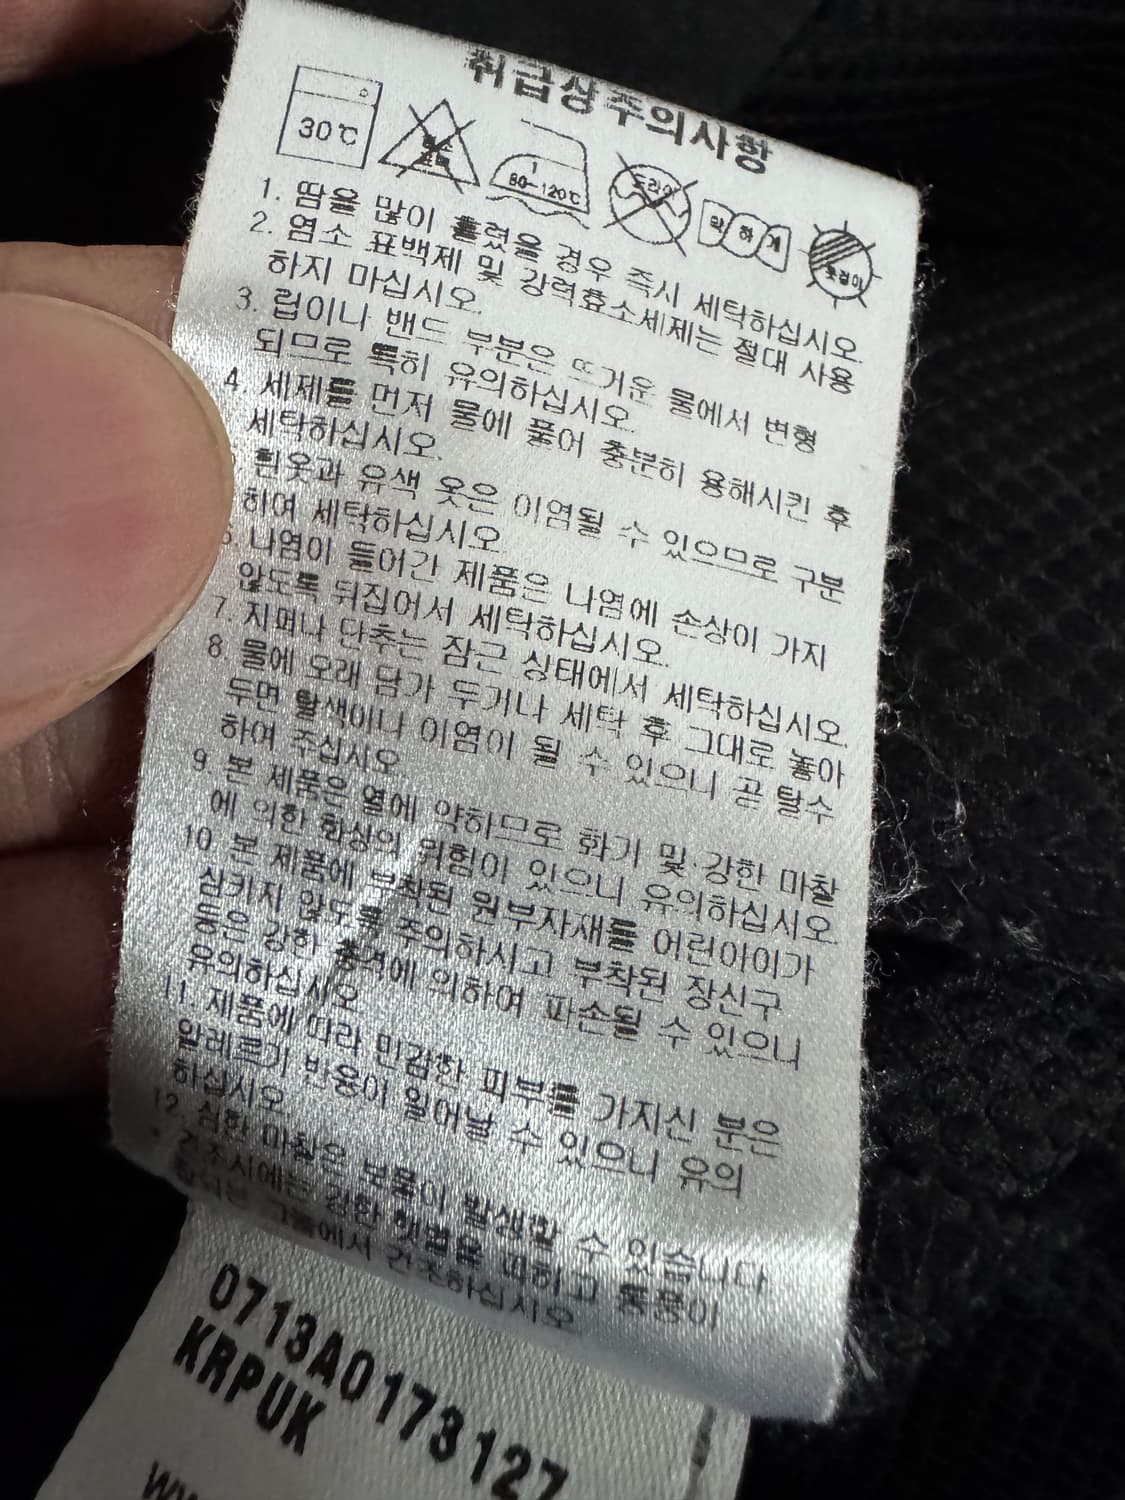 취급상주의사항
30℃ 염소표백 1 80~120℃ 드라이 약하게 옷걸이
1. 땀을 많이 흘렸을 경우 즉시 세탁하십시오.
2. 염소 표백제 및 강력효소세제는 절대 사용
하지 마십시오.
3. 립이나 밴드 부분은 뜨거운 물에서 변형
되므로 특히 유의하십시오.
4. 세제를 먼저 물에 풀어 충분히 용해시킨 후
세탁하십시오.
흰옷과 유색 옷은 이염될 수 있으므로 구분
하여 세탁하십시오
나염이 들어간 제품은 나염에 손상이 가지
않도록 뒤집어서 세탁하십시오.
7. 지퍼나 단추는 잠근 상태에서 세탁하십시오.
8. 물에 오래 담가 두거나 세탁 후 그대로 놓아
두면 탈색이나 이염이 될 수 있으니 곧 탈수
하여 주십시오.
9. 본 제품은 열에 약하므로 화기 및 강한 마찰
에 의한 화상의 위험이 있으니 유의하십시오.
10. 본 제품에 부착된 원부자재를 어린아이가
삼키지 않도록 주의하시고 부착된 장신구
등은 강한 충격에 의하여 파손될 수 있으니
유의하십시오
11. 제품에 따라 민감한 피부를 가지신 분은
알레르기 반응이 일어날 수 있으니 유의
하십시오
12. 심한 마찰은 보풀이 발생할 수 있습니다
* 건조시에는 강한 햇볕을 피하고 통풍이
잘되는 그늘에서 건조하십시오
0713A0173127
KRPUK